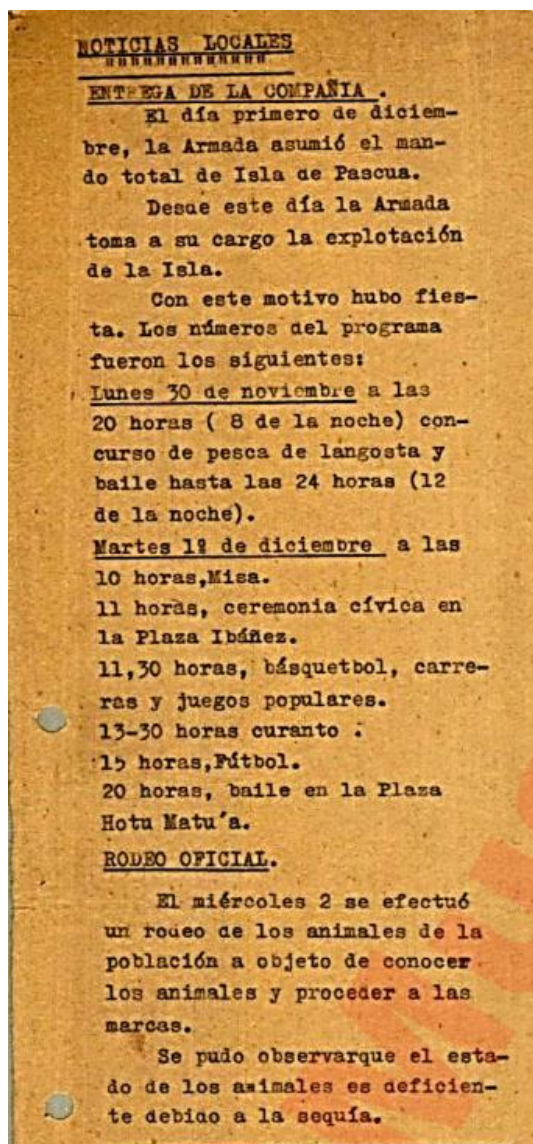 NOTICIAS LOCALES
"""""""""""""
ENTREGA DE LA COMPAÑIA .
El día primero de diciem-
bre, la Armada asumió el man-
do total de Isla de Pascua.
Desde este día la Armada
toma a su cargo la explotación
de la Isla.
Con este motivo hubo fies-
ta. Los números del programa
fueron los siguientes:
Lunes 30 de noviembre a las
20 horas ( 8 de la noche) con-
curso de pesca de langosta y
baile hasta las 24 horas (12
de la noche).
Martes 1º de diciembre a las
10 horas,Misa.
11 horas, ceremonia cívica en
la Plaza Ibáñez.
11,30 horas, básquetbol, carre-
ras y juegos populares.
13-30 horas curanto .
15 horas,Fútbol.
20 horas, baile en la Plaza
Hotu Matu'a.
RODEO OFICIAL.
El miércoles 2 se efectuó
un rodeo de los animales de la
población a objeto de conocer
los animales y proceder a las
marcas.
Se pudo observarque el esta-
do de los animales es deficien-
te debido a la sequía.